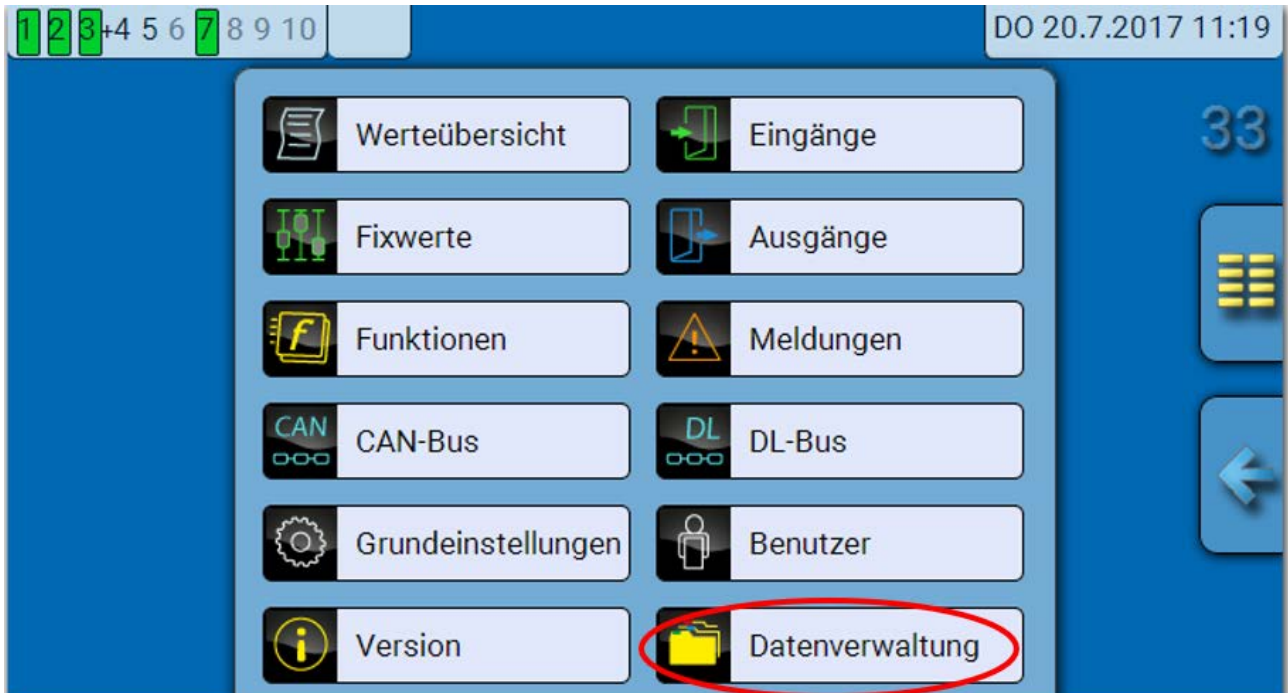 1 2 3+4 5 6 7 8 9 10
DO 20.7.2017 11:19
33
Werteübersicht
Eingänge
Fixwerte
Ausgänge
f Funktionen
! Meldungen
CAN CAN-Bus
DL DL-Bus
Grundeinstellungen
Benutzer
i Version
Datenverwaltung